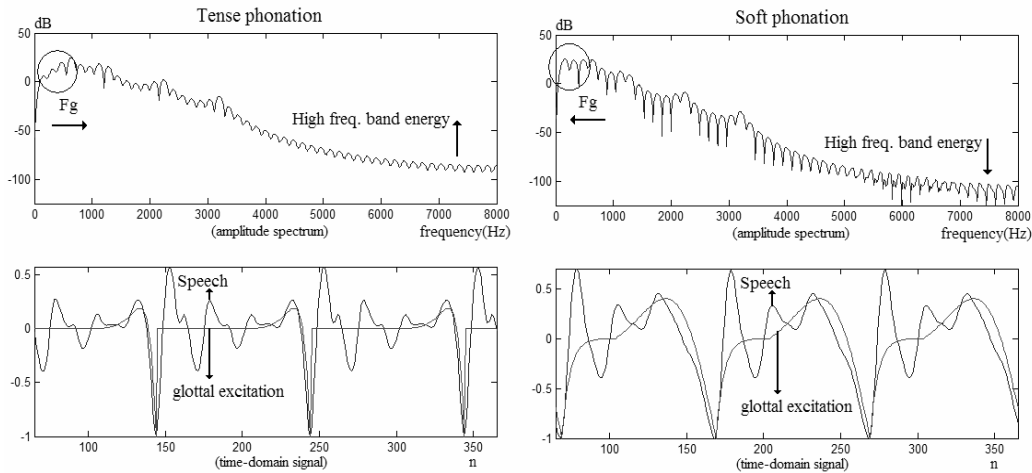 Tense phonation
dB
50
0
-50
-100
Fg
High freq. band energy
0 1000 2000 3000 4000 5000 6000 7000 8000
(amplitude spectrum) frequency(Hz)
Soft phonation
dB
50
0
-50
-100
Fg
High freq. band energy
0 1000 2000 3000 4000 5000 6000 7000 8000
(amplitude spectrum) frequency(Hz)
0.5
0
-0.5
-1
Speech
glottal excitation
100 150 200 250 300 350
(time-domain signal) n
0.5
0
-0.5
-1
Speech
glottal excitation
100 150 200 250 300 350
(time-domain signal) n